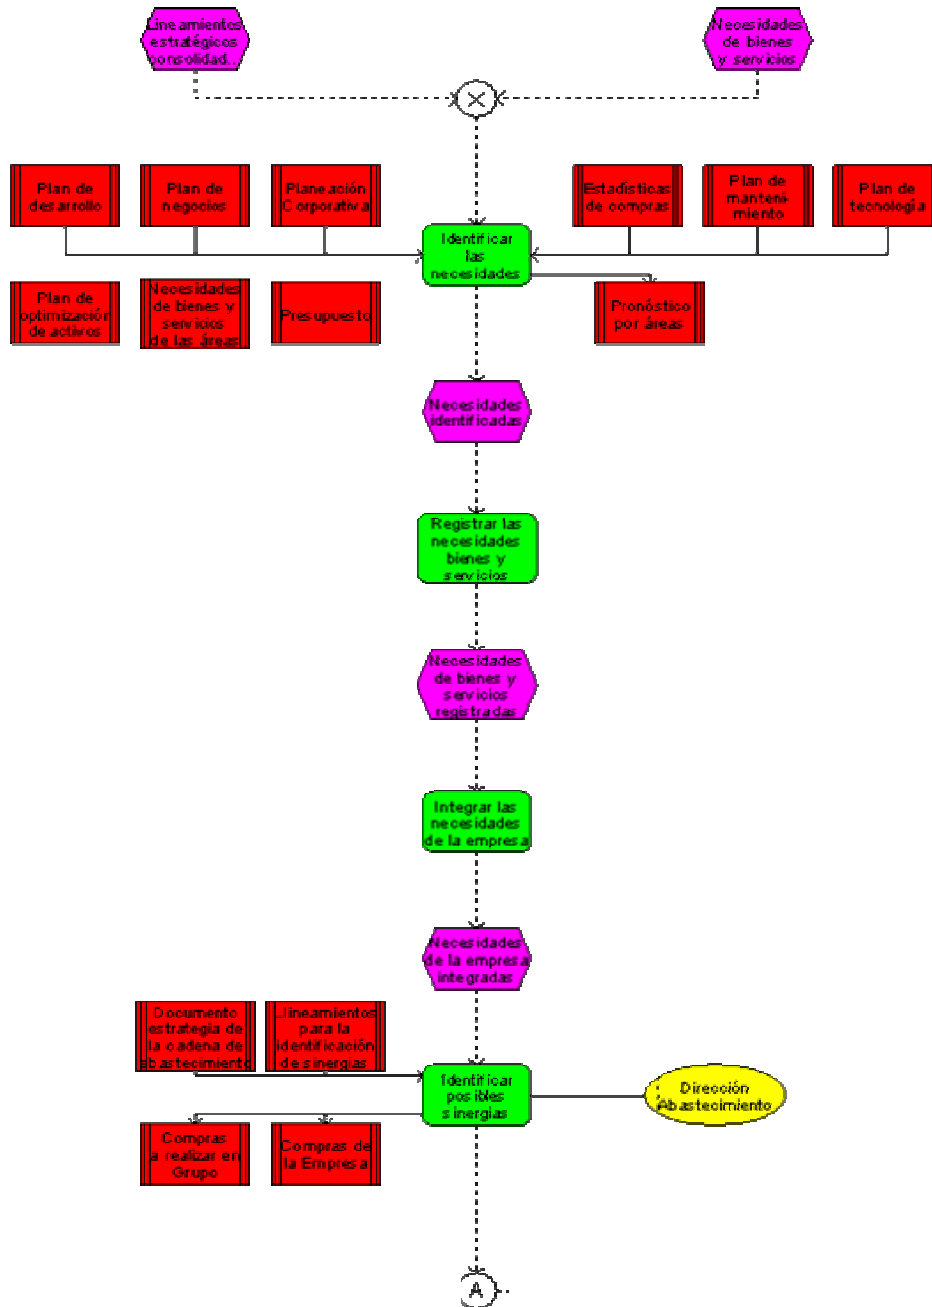 Lineamientos
estratégicos
consolidad...
Necesidades
de bienes
y servicios
Plan de
desarrollo
Plan de
negocios
Planeación
Corporativa
Estadísticas
de compras
Plan de
manteni-
miento
Plan de
tecnología
Identificar
las
necesidades
Plan de
optimización
de activos
Necesidades
de bienes y
servicios
de las áreas
Presupuesto
Pronóstico
por áreas
Necesidades
identificadas
Registrar las
necesidades
bienes y
servicios
Necesidades
de bienes y
servicios
registradas
Integrar las
necesidades
de la empresa
Necesidades
de la empresa
integradas
Documento
estrategia de
la cadena de
abastecimiento
Lineamientos
para la
identificación
de sinergias
Identificar
posibles
sinergias
Dirección
Abastecimiento
Compras
a realizar en
Grupo
Compras de
la Empresa
A